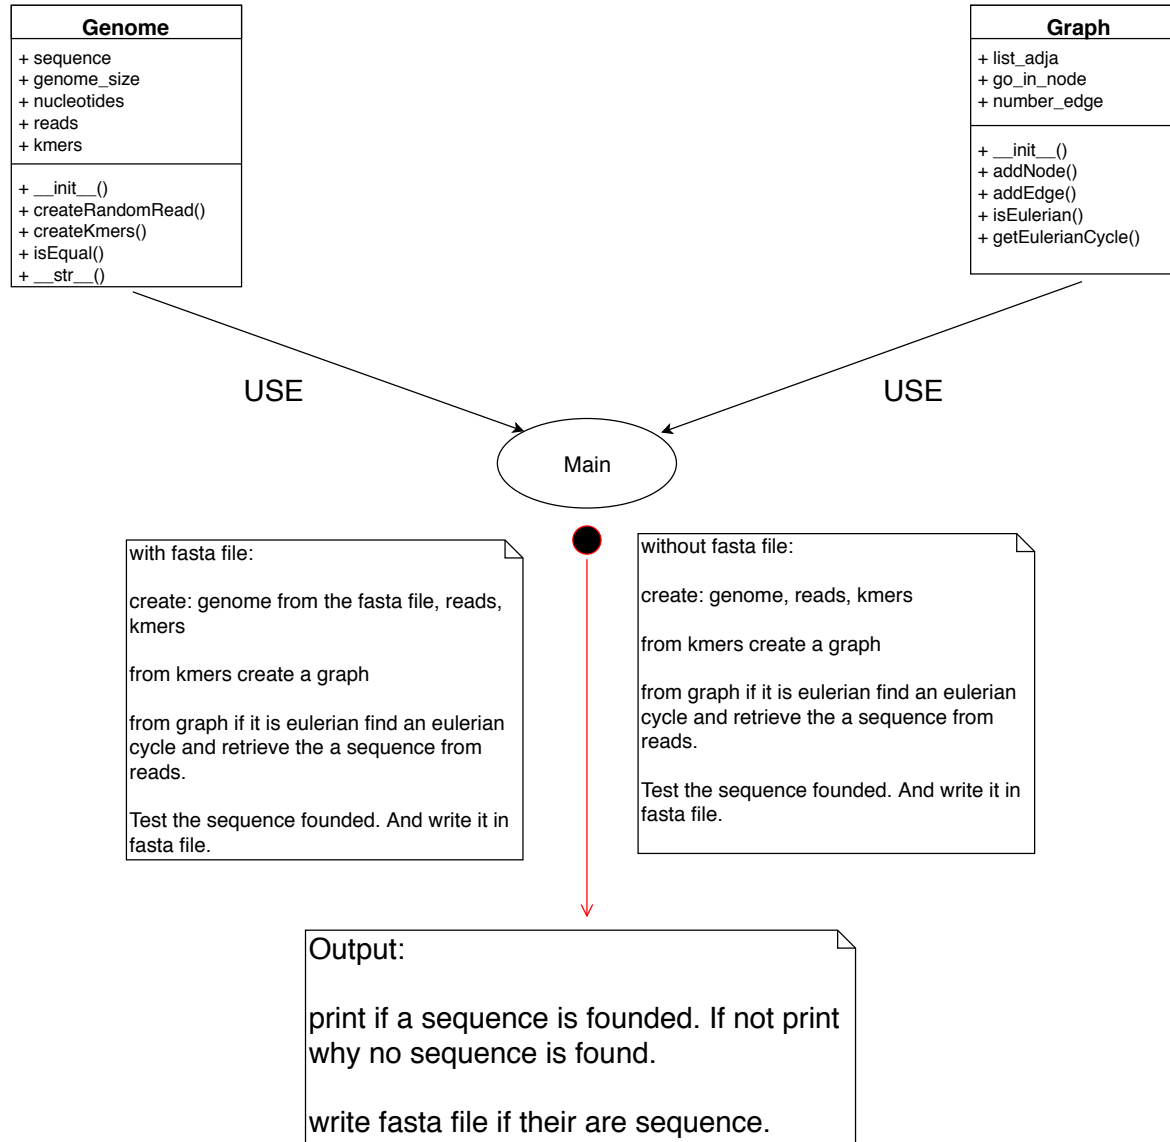 Genome
+ sequence
+ genome_size
+ nucleotides
+ reads
+ kmers
+ __init__()
+ createRandomRead()
+ createKmers()
+ isEqual()
+ __str__()
Graph
+ list_adja
+ go_in_node
+ number_edge
+ __init__()
+ addNode()
+ addEdge()
+ isEulerian()
+ getEulerianCycle()
USE
USE
Main
with fasta file:
create: genome from the fasta file, reads,
kmers
from kmers create a graph
from graph if it is eulerian find an eulerian
cycle and retrieve the a sequence from
reads.
Test the sequence founded. And write it in
fasta file.
without fasta file:
create: genome, reads, kmers
from kmers create a graph
from graph if it is eulerian find an eulerian
cycle and retrieve the a sequence from
reads.
Test the sequence founded. And write it in
fasta file.
Output:
print if a sequence is founded. If not print
why no sequence is found.
write fasta file if their are sequence.